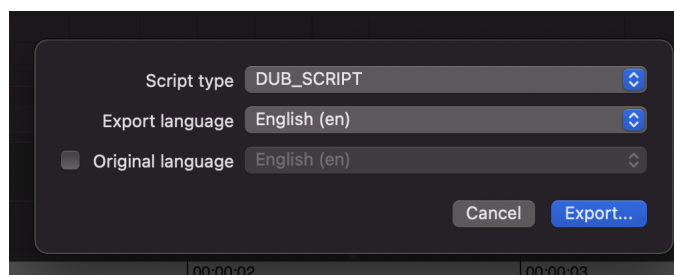 Script type DUB_SCRIPT
Export language English (en)
Original language English (en)
Cancel Export...
00:00:02 00:00:03